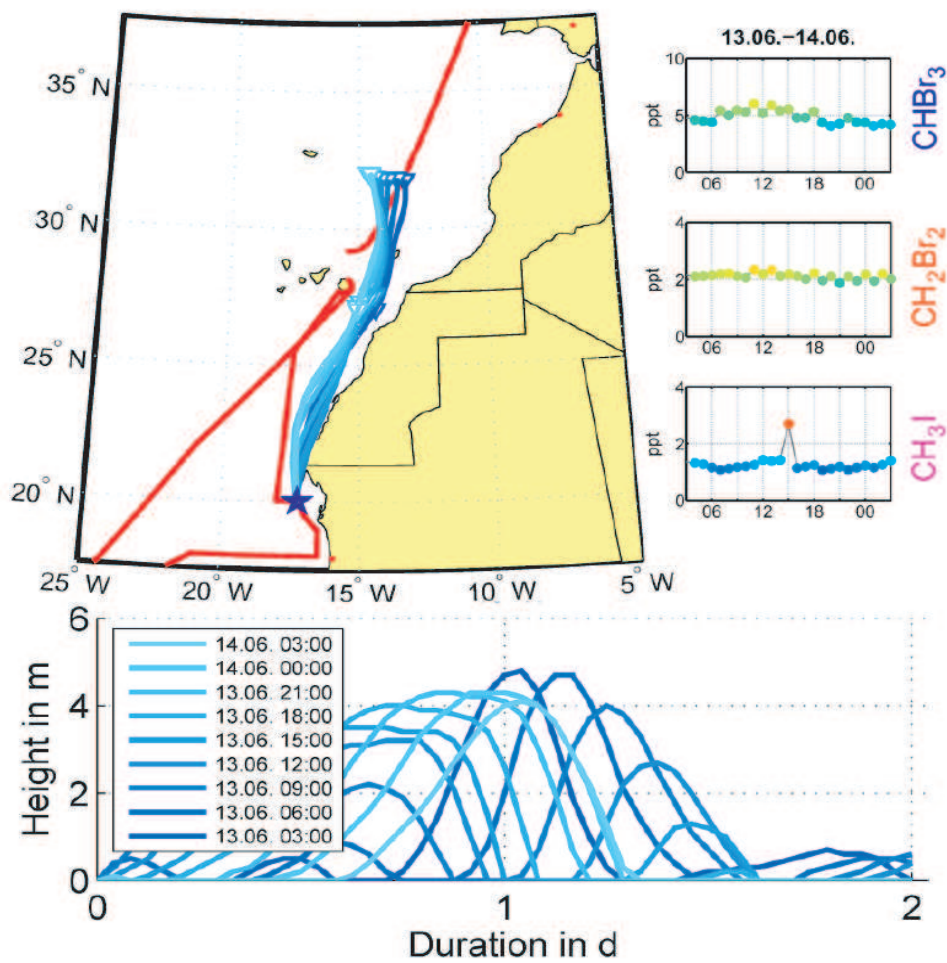 35° N
30° N
25° N
20° N
25° W
20° W
15° W
10° W
5° W
13.06.−14.06.
10
5
0
ppt
06
12
18
00
CHBr3
4
2
0
ppt
06
12
18
00
CH2Br2
4
2
0
ppt
06
12
18
00
CH3I
6
4
2
0
Height in m
14.06. 03:00
14.06. 00:00
13.06. 21:00
13.06. 18:00
13.06. 15:00
13.06. 12:00
13.06. 09:00
13.06. 06:00
13.06. 03:00
0
1
2
Duration in d